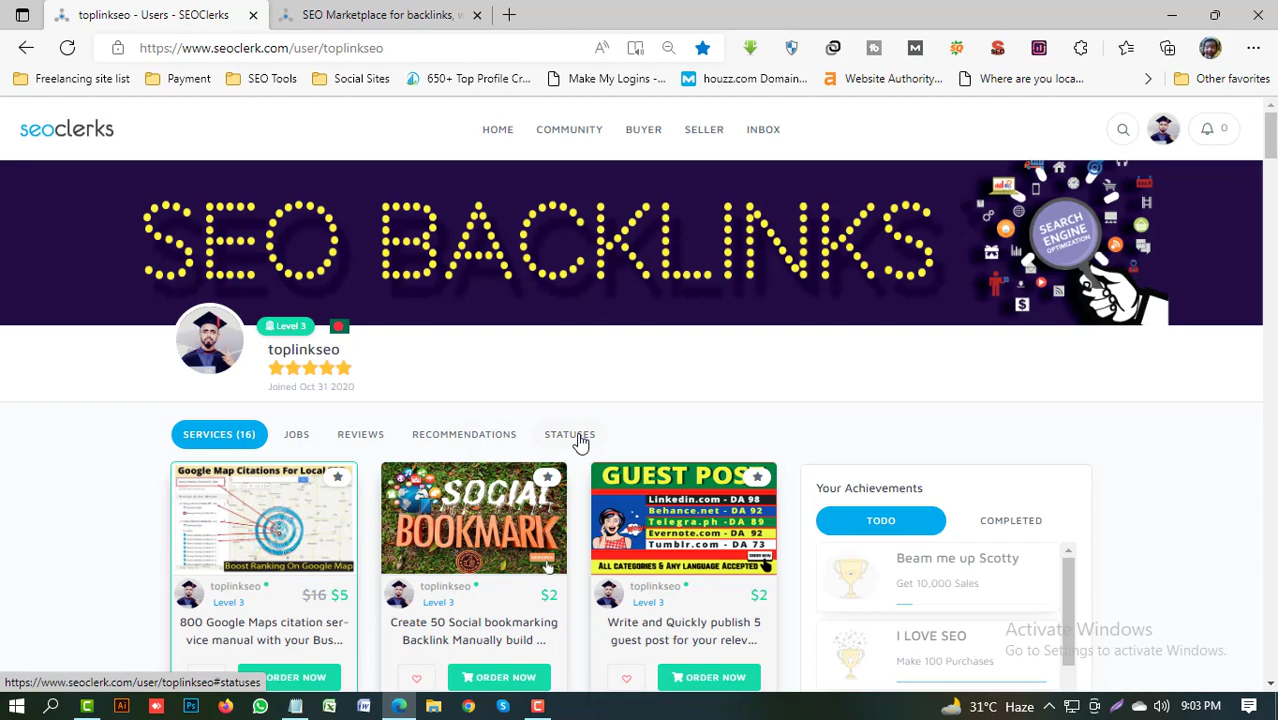 toplinkseo - SEOClerks
SEO Marketplace for backlinks, w
https://www.seoclerk.com/user/toplinkseo
Freelancing site list
Payment
SEO Tools
Social Sites
650+ Top Profile Cr...
Make My Logins -...
houzz.com Domain...
Website Authority...
Where are you loca...
Other favorites
seoclerks
HOME
COMMUNITY
BUYER
SELLER
INBOX
0
SEO BACKLINKS
SEARCH
ENGINE
OPTIMIZATION
Level 3
toplinkseo
Joined Oct 31 2020
SERVICES (16)
JOBS
REVIEWS
RECOMMENDATIONS
STATUSES
Google Map Citations For Local
Boost Ranking On Google Map
toplinkseo
Level 3
$16 $5
800 Google Maps citation ser-
vice manual with your Bus...
ORDER NOW
SOCIAL
BOOKMARK
toplinkseo
Level 3
$2
Create 50 Social bookmarking
Backlink Manually build ...
ORDER NOW
GUEST POST
Linkedin.com - DA 98
Behance.net - DA 92
Telegra.ph - DA 89
Evernote.com - DA 92
Tumblr.com - DA 73
ORDER NOW
ALL CATEGORIES & ANY LANGUAGE ACCEPTED
toplinkseo
Level 3
$2
Write and Quickly publish 5
guest post for your relev...
ORDER NOW
Your Achievements
TODO
COMPLETED
Beam me up Scotty
Get 10,000 Sales
I LOVE SEO
Make 100 Purchases
Activate Windows
Go to Settings to activate Windows.
https://www.seoclerk.com/user/toplinkseo#statuses
31°C Haze
9:03 PM